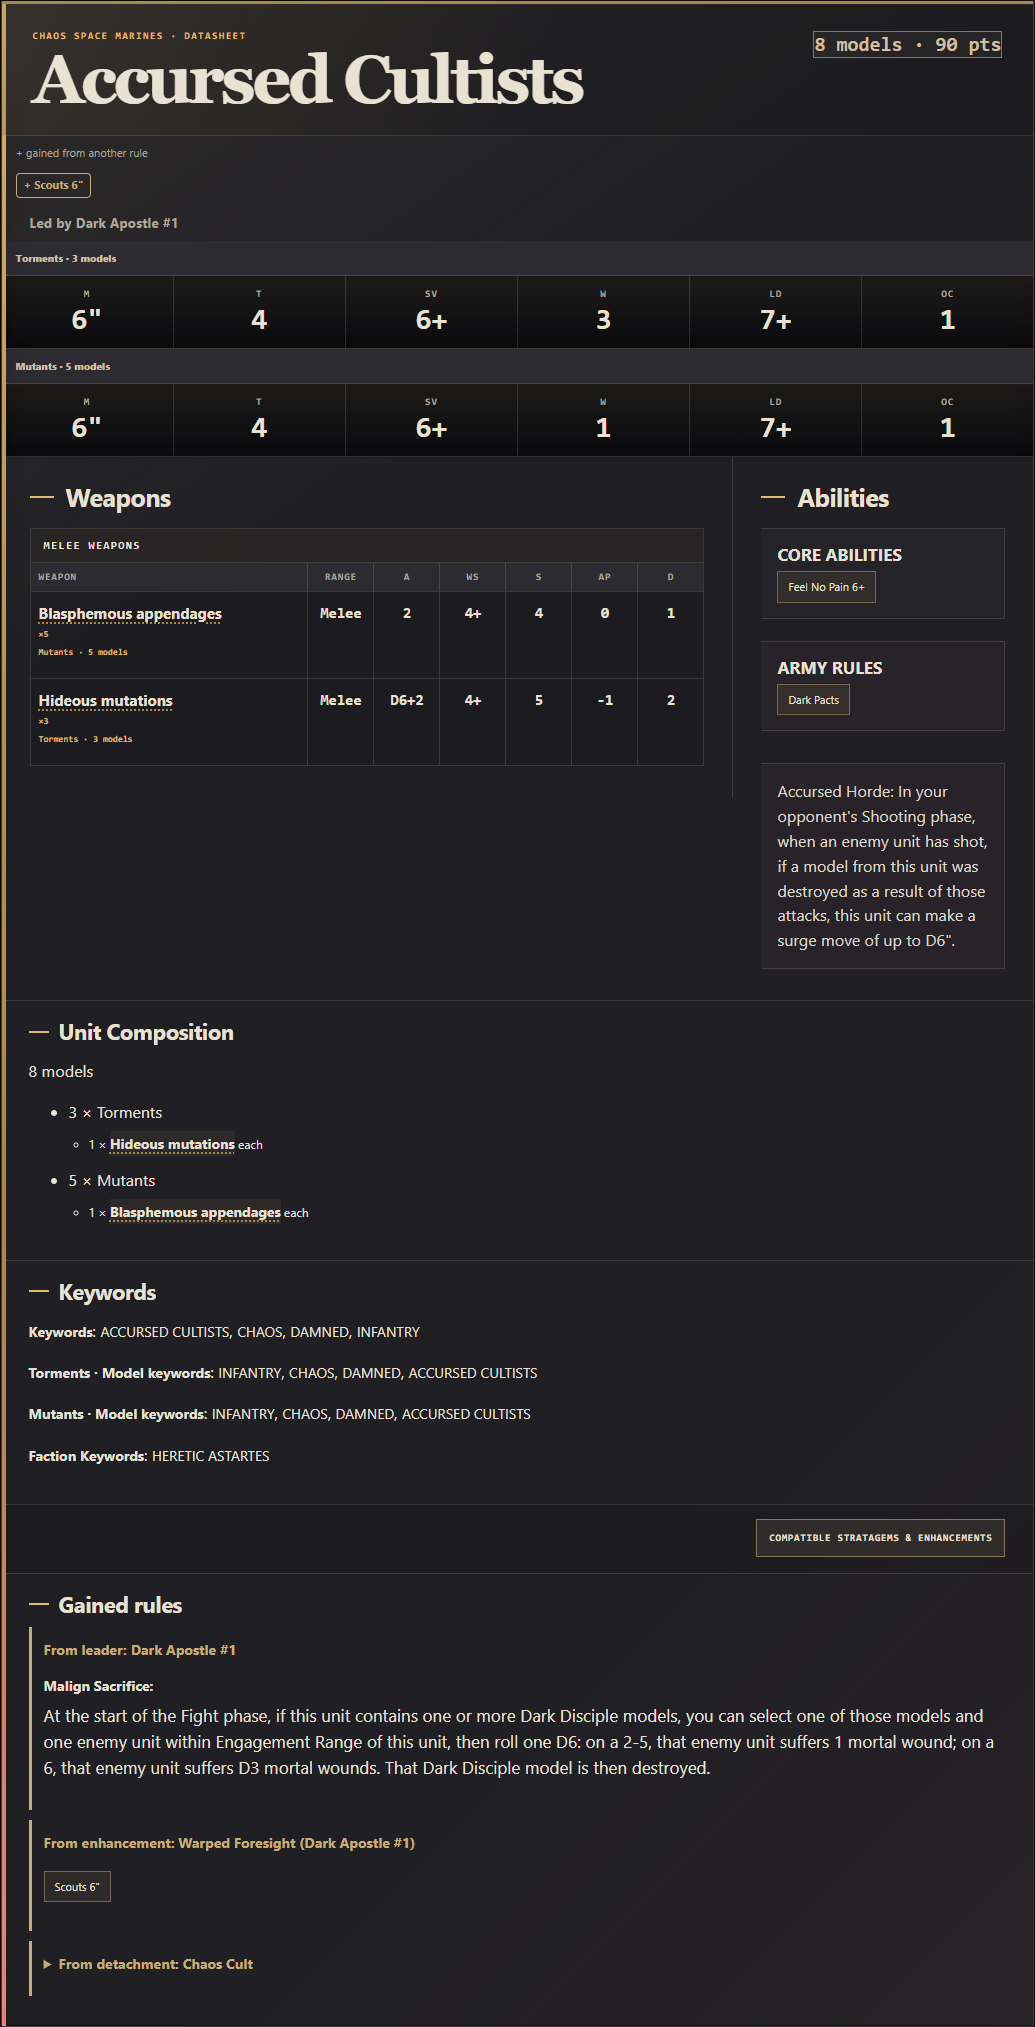 CHAOS SPACE MARINES · DATASHEET
Accursed Cultists
8 models · 90 pts
+ gained from another rule
+ Scouts 6"
Led by Dark Apostle #1
Torments · 3 models
M T SV W LD OC
6" 4 6+ 3 7+ 1
Mutants · 5 models
M T SV W LD OC
6" 4 6+ 1 7+ 1
Weapons
MELEE WEAPONS
WEAPON RANGE A WS S AP D
Blasphemous appendages Melee 2 4+ 4 0 1
×5
Mutants · 5 models
Hideous mutations Melee D6+2 4+ 5 -1 2
×3
Torments · 3 models
Abilities
CORE ABILITIES
Feel No Pain 6+
ARMY RULES
Dark Pacts
Accursed Horde: In your
opponent's Shooting phase,
when an enemy unit has shot,
if a model from this unit was
destroyed as a result of those
attacks, this unit can make a
surge move of up to D6".
Unit Composition
8 models
• 3 × Torments
◦ 1 × Hideous mutations each
• 5 × Mutants
◦ 1 × Blasphemous appendages each
Keywords
Keywords: ACCURSED CULTISTS, CHAOS, DAMNED, INFANTRY
Torments · Model keywords: INFANTRY, CHAOS, DAMNED, ACCURSED CULTISTS
Mutants · Model keywords: INFANTRY, CHAOS, DAMNED, ACCURSED CULTISTS
Faction Keywords: HERETIC ASTARTES
COMPATIBLE STRATAGEMS & ENHANCEMENTS
Gained rules
From leader: Dark Apostle #1
Malign Sacrifice:
At the start of the Fight phase, if this unit contains one or more Dark Disciple models, you can select one of those models and
one enemy unit within Engagement Range of this unit, then roll one D6: on a 2-5, that enemy unit suffers 1 mortal wound; on a
6, that enemy unit suffers D3 mortal wounds. That Dark Disciple model is then destroyed.
From enhancement: Warped Foresight (Dark Apostle #1)
Scouts 6"
▶ From detachment: Chaos Cult